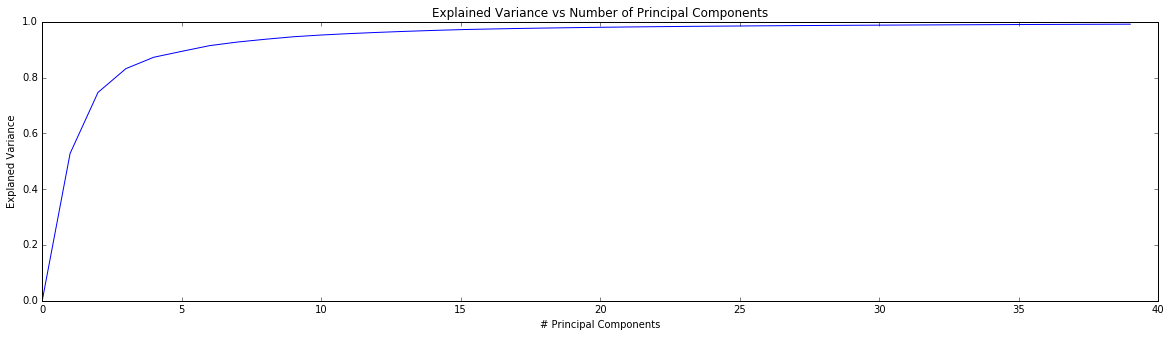 Explained Variance vs Number of Principal Components
1.0
0.8
0.6
0.4
0.2
0.0
Explaned Variance
0 5 10 15 20 25 30 35 40
# Principal Components